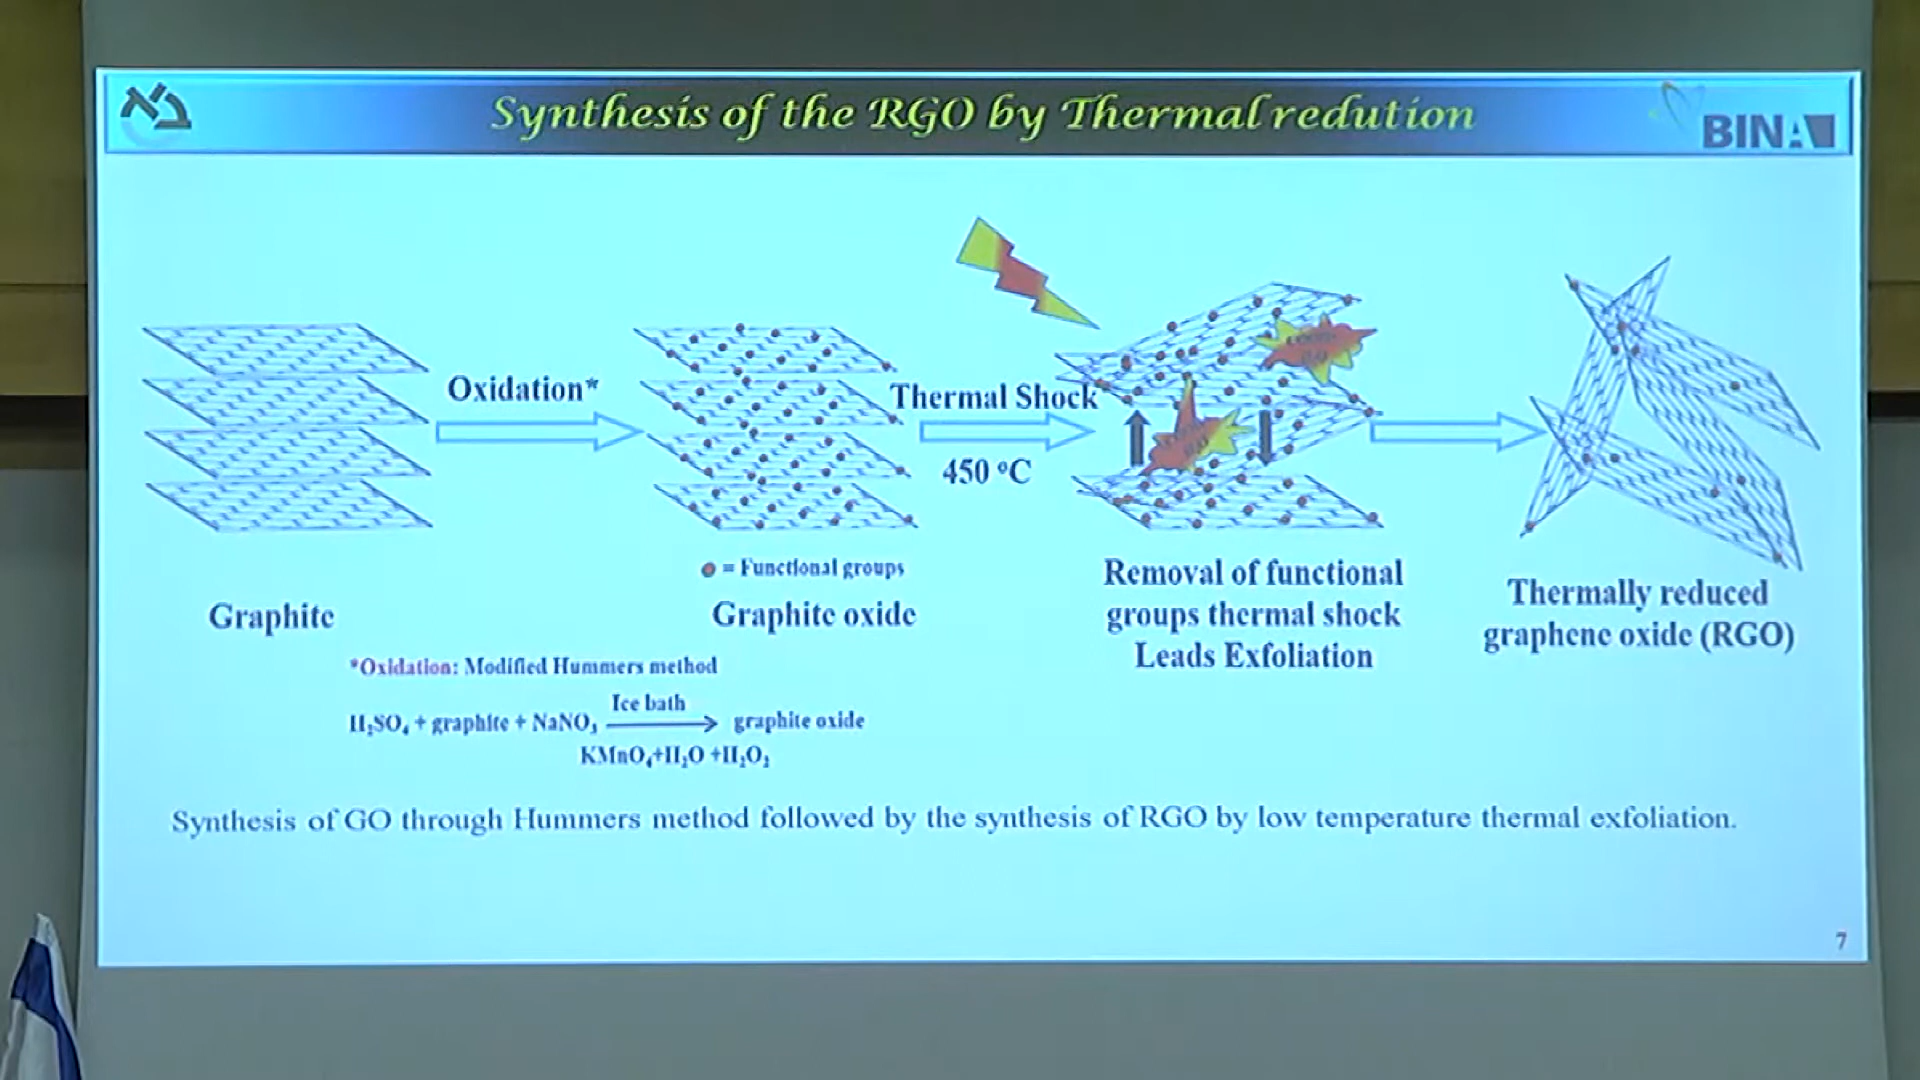 Synthesis of the RGO by Thermal redution
BINA
Oxidation*
Thermal Shock
450 °C
= Functional groups
Graphite
Graphite oxide
Removal of functional
groups thermal shock
Leads Exfoliation
Thermally reduced
graphene oxide (RGO)
*Oxidation: Modified Hummers method
Ice bath
H₂SO₄ + graphite + NaNO₃ → graphite oxide
KMnO₄+H₂O +H₂O₂
Synthesis of GO through Hummers method followed by the synthesis of RGO by low temperature thermal exfoliation.
7